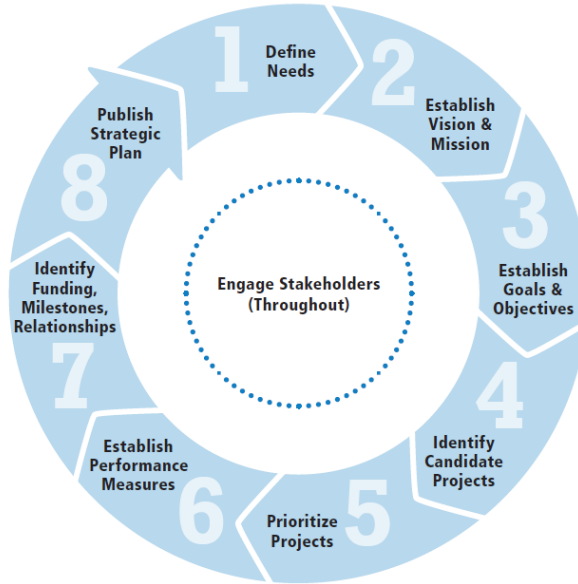 1
Define
Needs
2
Establish
Vision &
Mission
3
Establish
Goals &
Objectives
4
Identify
Candidate
Projects
5
Prioritize
Projects
6
Establish
Performance
Measures
7
Identify
Funding,
Milestones,
Relationships
8
Publish
Strategic
Plan
Engage Stakeholders
(Throughout)